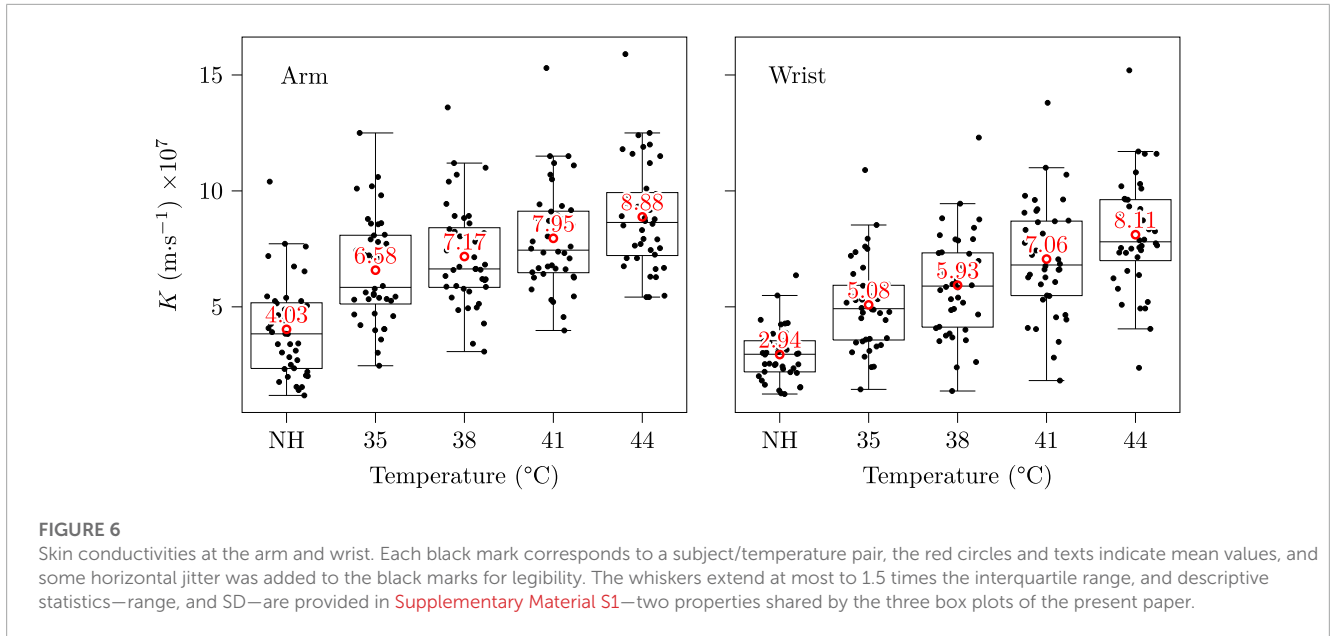 Arm
Wrist
15
10
5
K (m·s⁻¹) ×10⁷
4.03
6.58
7.17
7.95
8.88
2.94
5.08
5.93
7.06
8.11
NH 35 38 41 44
NH 35 38 41 44
Temperature (°C)
Temperature (°C)
FIGURE 6
Skin conductivities at the arm and wrist. Each black mark corresponds to a subject/temperature pair, the red circles and texts indicate mean values, and
some horizontal jitter was added to the black marks for legibility. The whiskers extend at most to 1.5 times the interquartile range, and descriptive
statistics—range, and SD—are provided in Supplementary Material S1—two properties shared by the three box plots of the present paper.